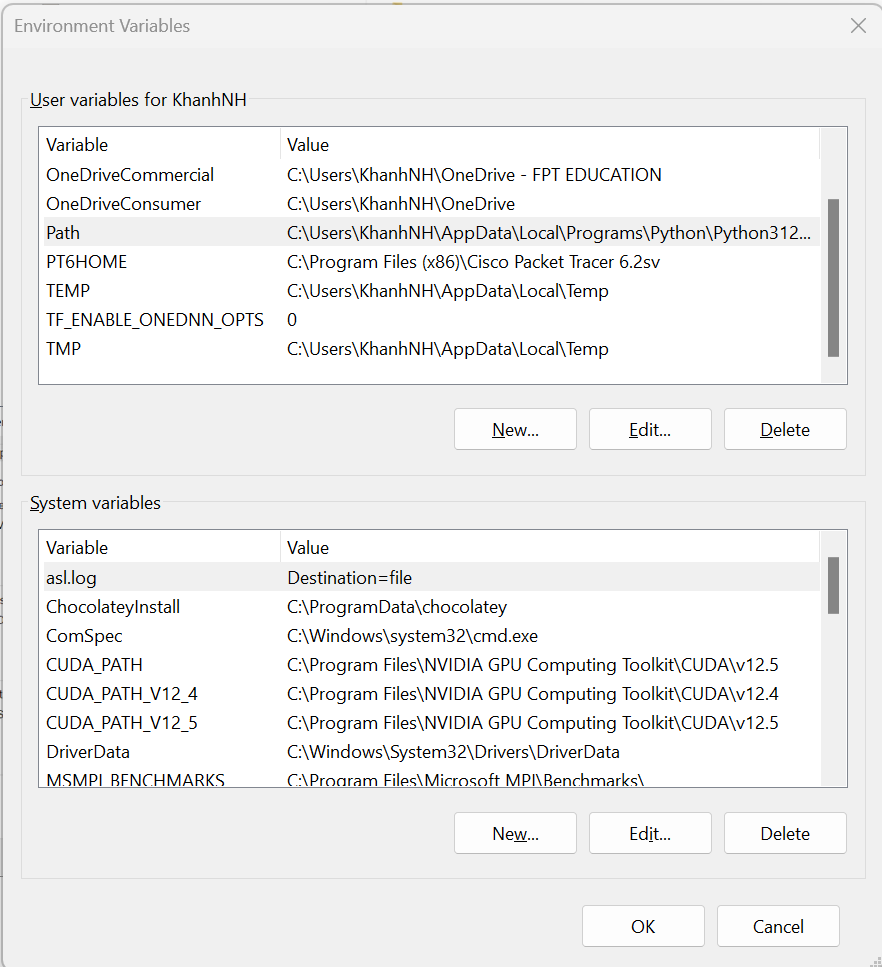 Environment Variables
User variables for KhanhNH
Variable Value
OneDriveCommercial C:\Users\KhanhNH\OneDrive - FPT EDUCATION
OneDriveConsumer C:\Users\KhanhNH\OneDrive
Path C:\Users\KhanhNH\AppData\Local\Programs\Python\Python312...
PT6HOME C:\Program Files (x86)\Cisco Packet Tracer 6.2sv
TEMP C:\Users\KhanhNH\AppData\Local\Temp
TF_ENABLE_ONEDNN_OPTS 0
TMP C:\Users\KhanhNH\AppData\Local\Temp
New... Edit... Delete
System variables
Variable Value
asl.log Destination=file
ChocolateyInstall C:\ProgramData\chocolatey
ComSpec C:\Windows\system32\cmd.exe
CUDA_PATH C:\Program Files\NVIDIA GPU Computing Toolkit\CUDA\v12.5
CUDA_PATH_V12_4 C:\Program Files\NVIDIA GPU Computing Toolkit\CUDA\v12.4
CUDA_PATH_V12_5 C:\Program Files\NVIDIA GPU Computing Toolkit\CUDA\v12.5
DriverData C:\Windows\System32\Drivers\DriverData
MSMPI_BENCHMARKS C:\Program Files\Microsoft MPI\Benchmarks\
New... Edit... Delete
OK Cancel